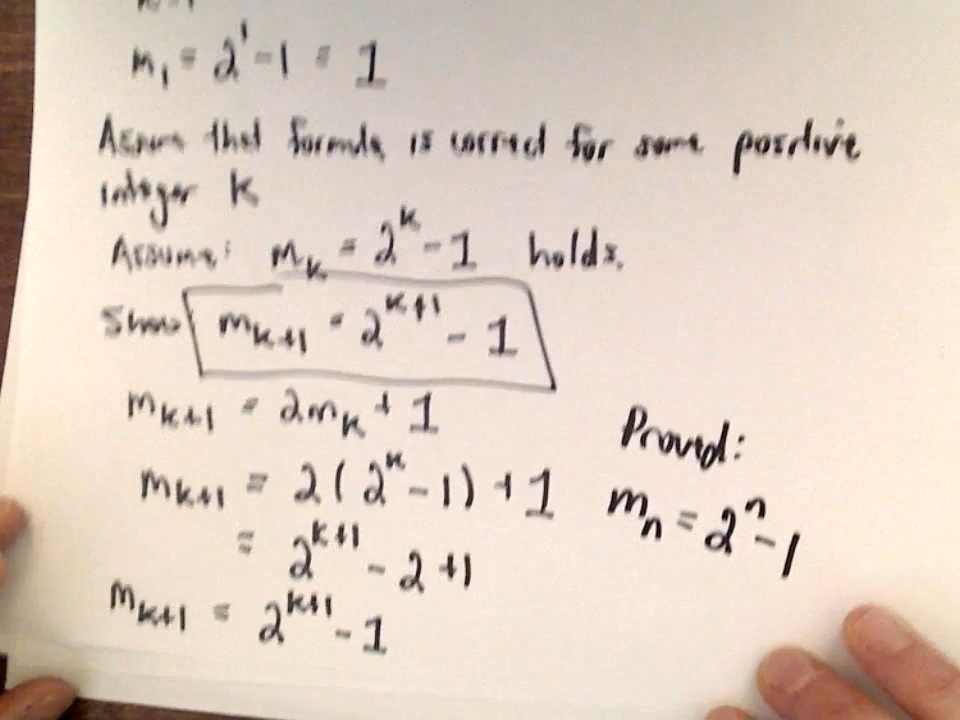 m₁ = 2¹ - 1 = 1
Assume that formula is correct for some positive
integer k
Assume: mₖ = 2ᵏ - 1 holds.
Show mₖ₊₁ = 2ᵏ⁺¹ - 1
mₖ₊₁ = 2mₖ + 1
mₖ₊₁ = 2(2ᵏ - 1) + 1
= 2ᵏ⁺¹ - 2 + 1
mₖ₊₁ = 2ᵏ⁺¹ - 1
Proved:
mₙ = 2ⁿ - 1